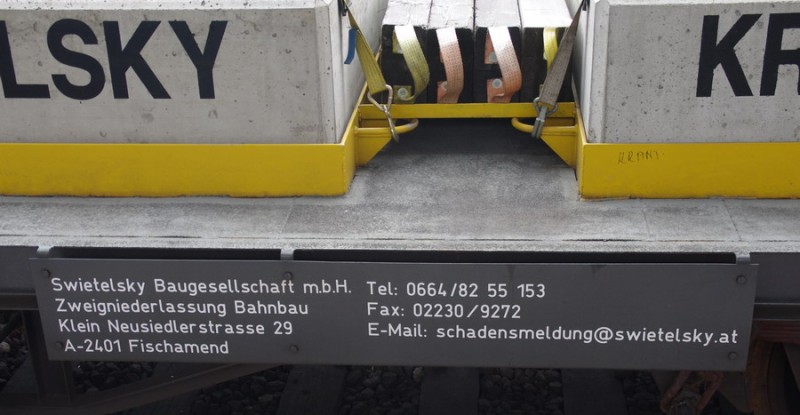 LSKY
KR
Swietelsky Baugesellschaft m.b.H.
Zweigniederlassung Bahnbau
Klein Neusiedlerstrasse 29
A-2401 Fischamend
Tel: 0664/82 55 153
Fax: 02230/9272
E-Mail: schadensmeldung@swietelsky.at